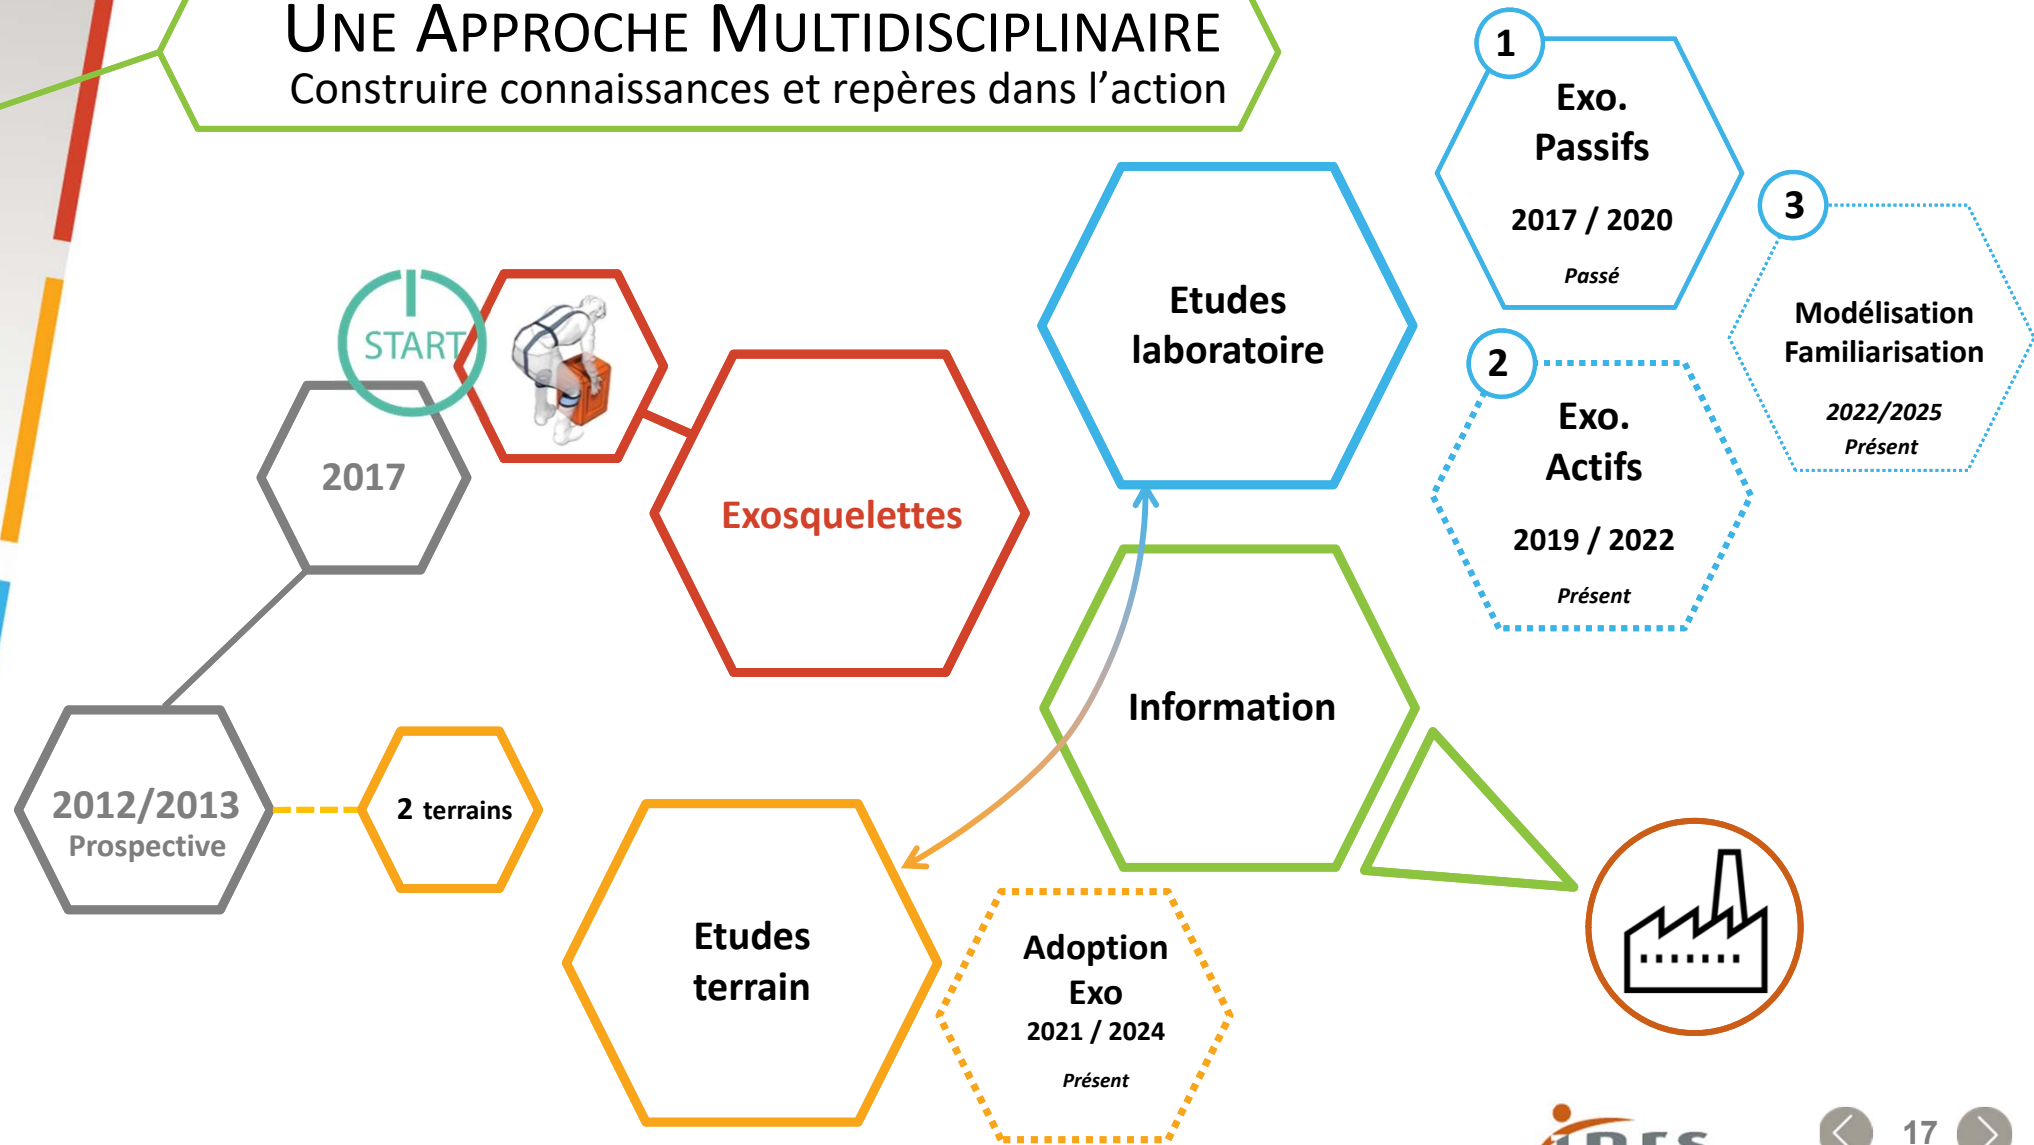 UNE APPROCHE MULTIDISCIPLINAIRE
Construire connaissances et repères dans l’action
1
Exo.
Passifs
2017 / 2020
Passé
3
Modélisation
Familiarisation
2022/2025
Présent
2
Exo.
Actifs
2019 / 2022
Présent
Etudes
laboratoire
START
2017
Exosquelettes
Information
2012/2013
Prospective
2 terrains
Etudes
terrain
Adoption
Exo
2021 / 2024
Présent
17